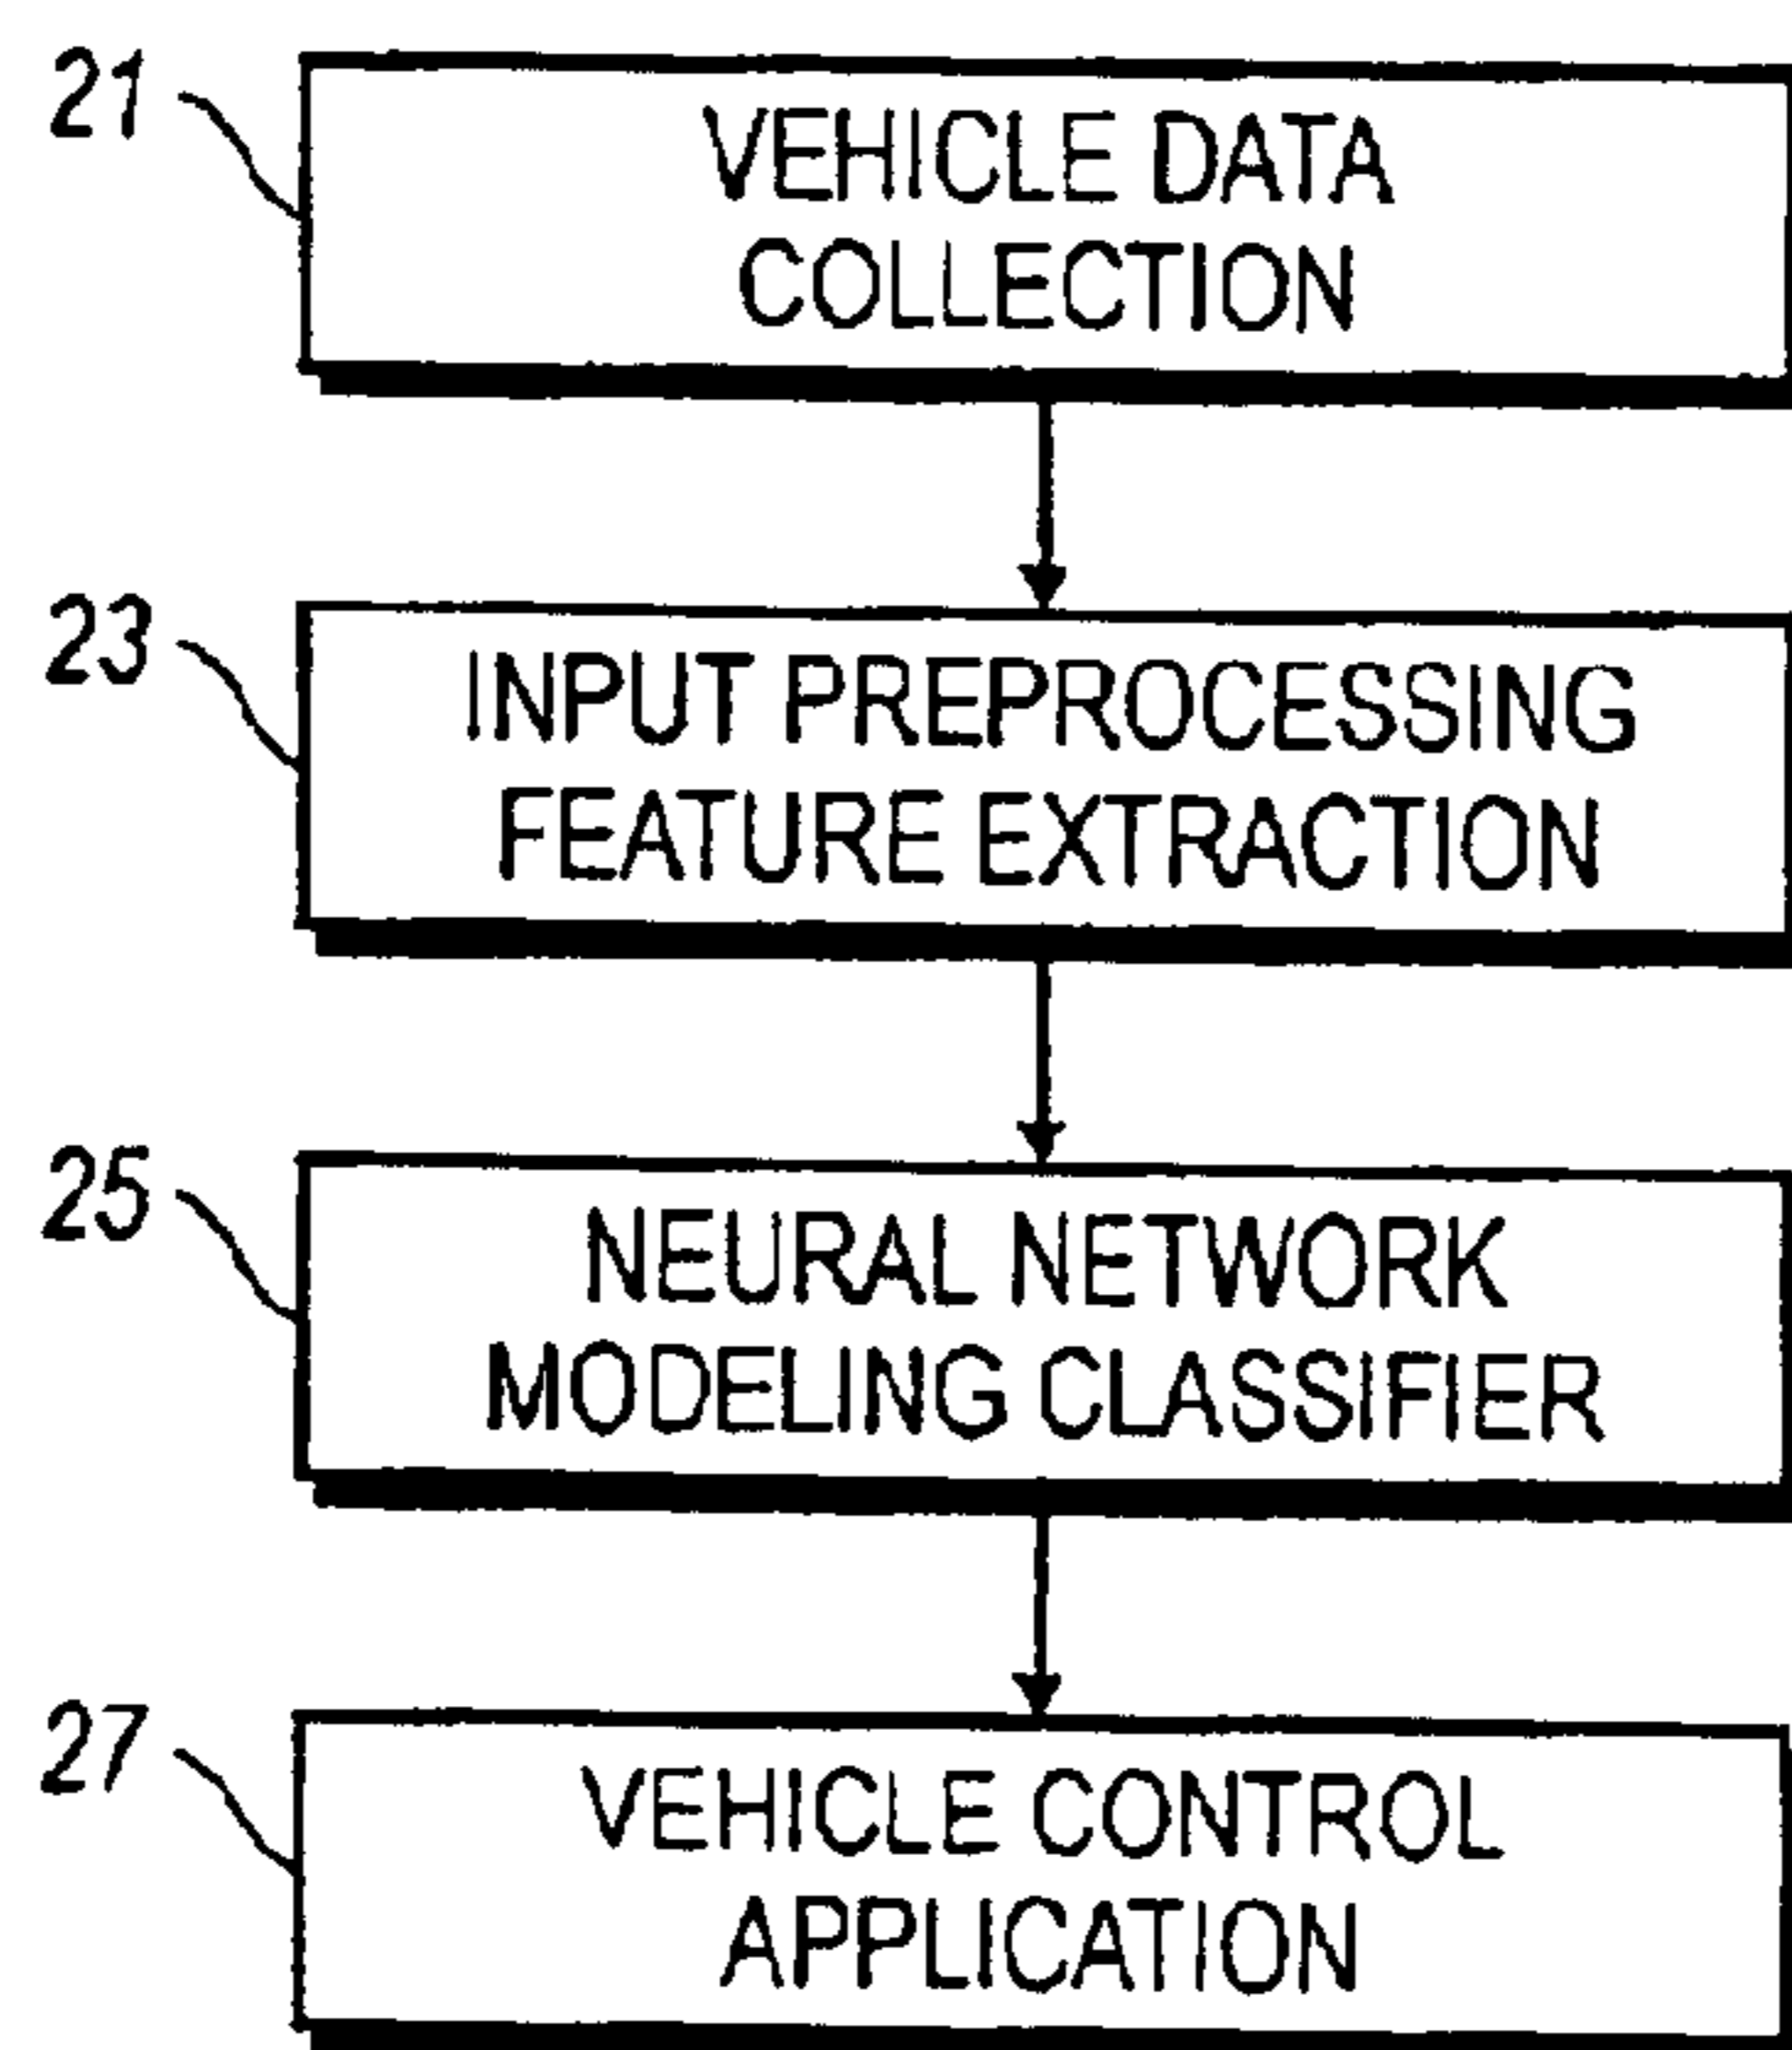 21
VEHICLE DATA
COLLECTION
23
INPUT PREPROCESSING
FEATURE EXTRACTION
25
NEURAL NETWORK
MODELING CLASSIFIER
27
VEHICLE CONTROL
APPLICATION